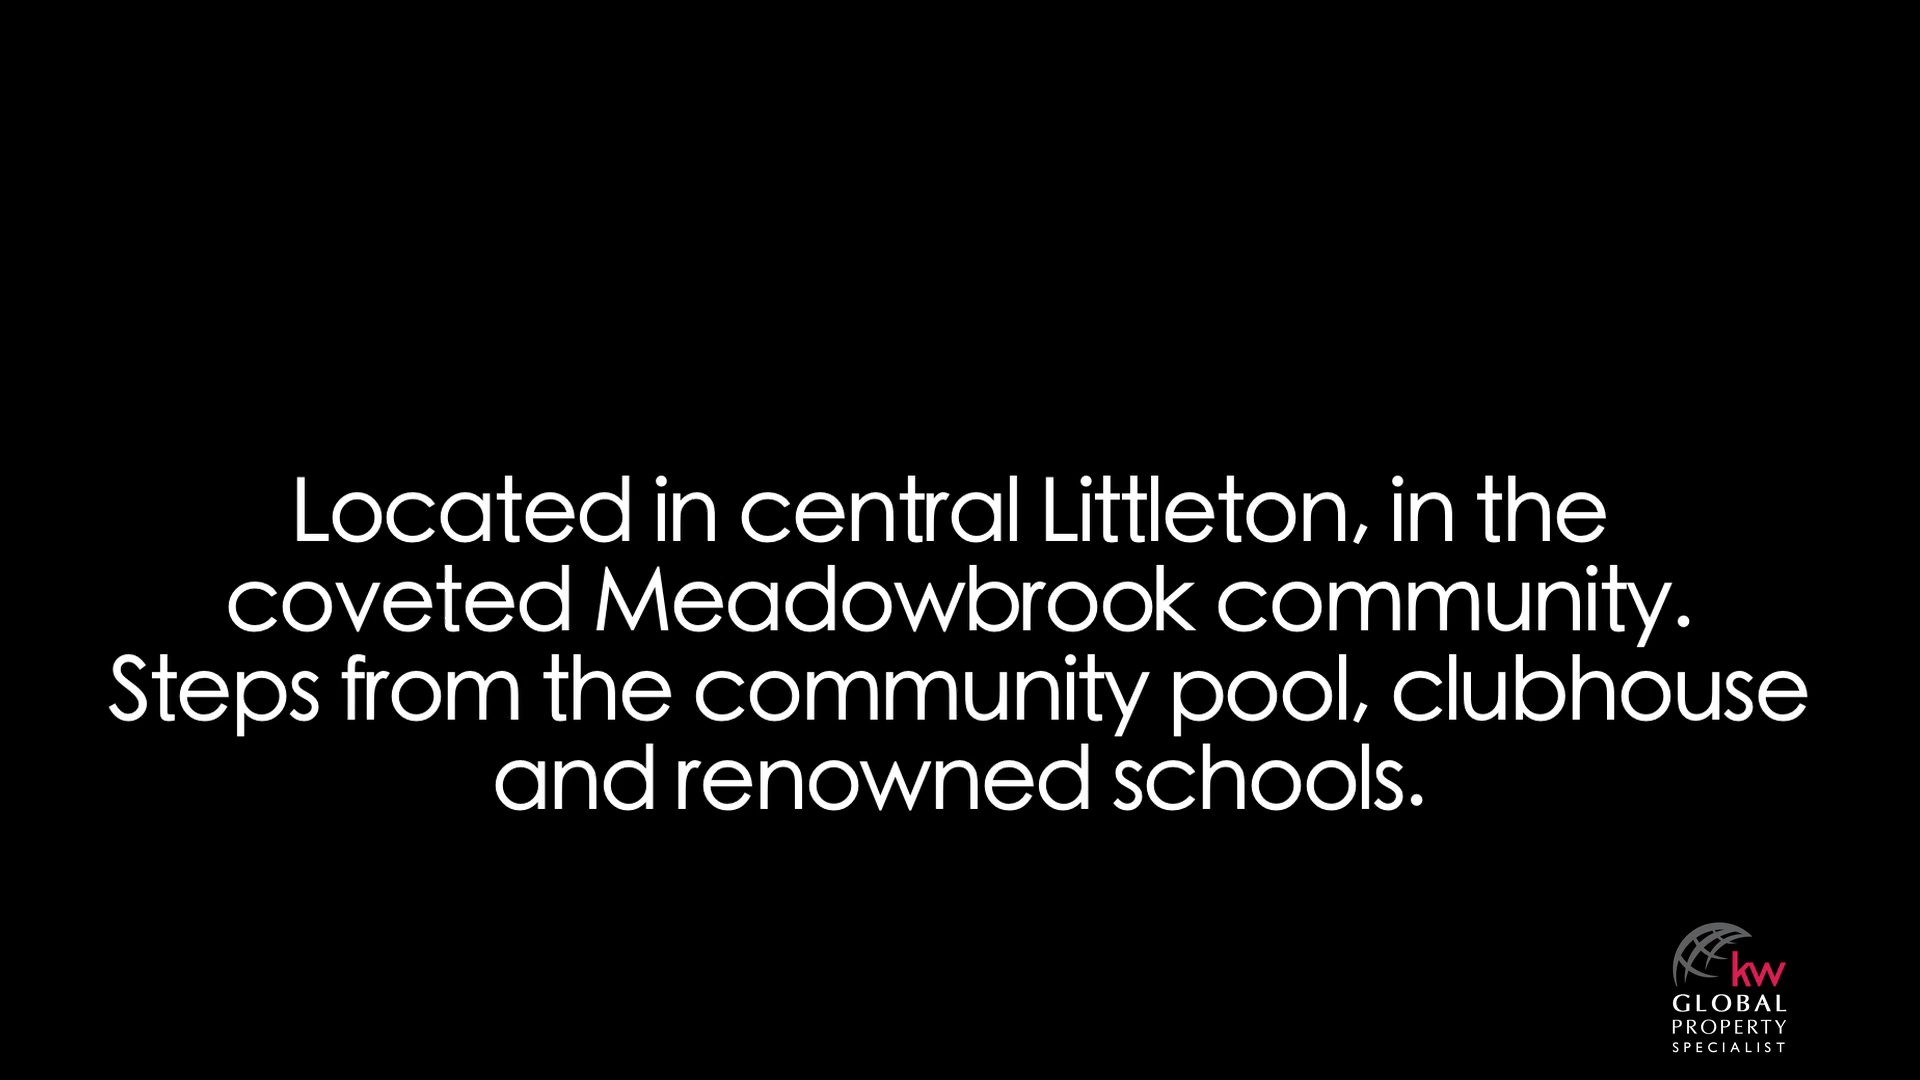 Located in central Littleton, in the
coveted Meadowbrook community.
Steps from the community pool, clubhouse
and renowned schools.
kw
GLOBAL
PROPERTY
SPECIALIST